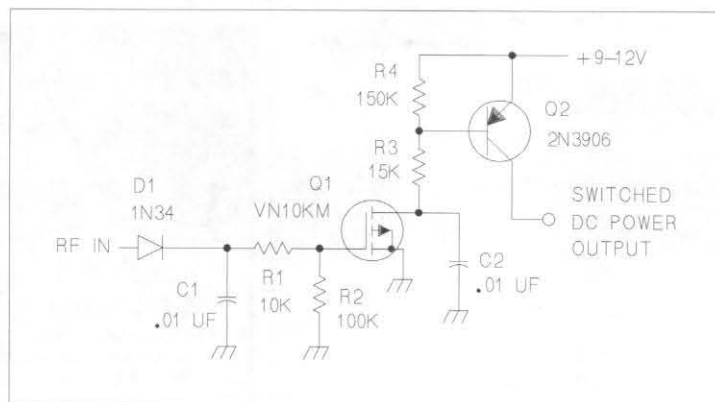 +9-12V
R4
150K
Q2
2N3906
R3
15K
D1
1N34
Q1
VN10KM
SWITCHED
DC POWER
OUTPUT
RF IN
R1
10K
C1
.01 UF
R2
100K
C2
.01 UF